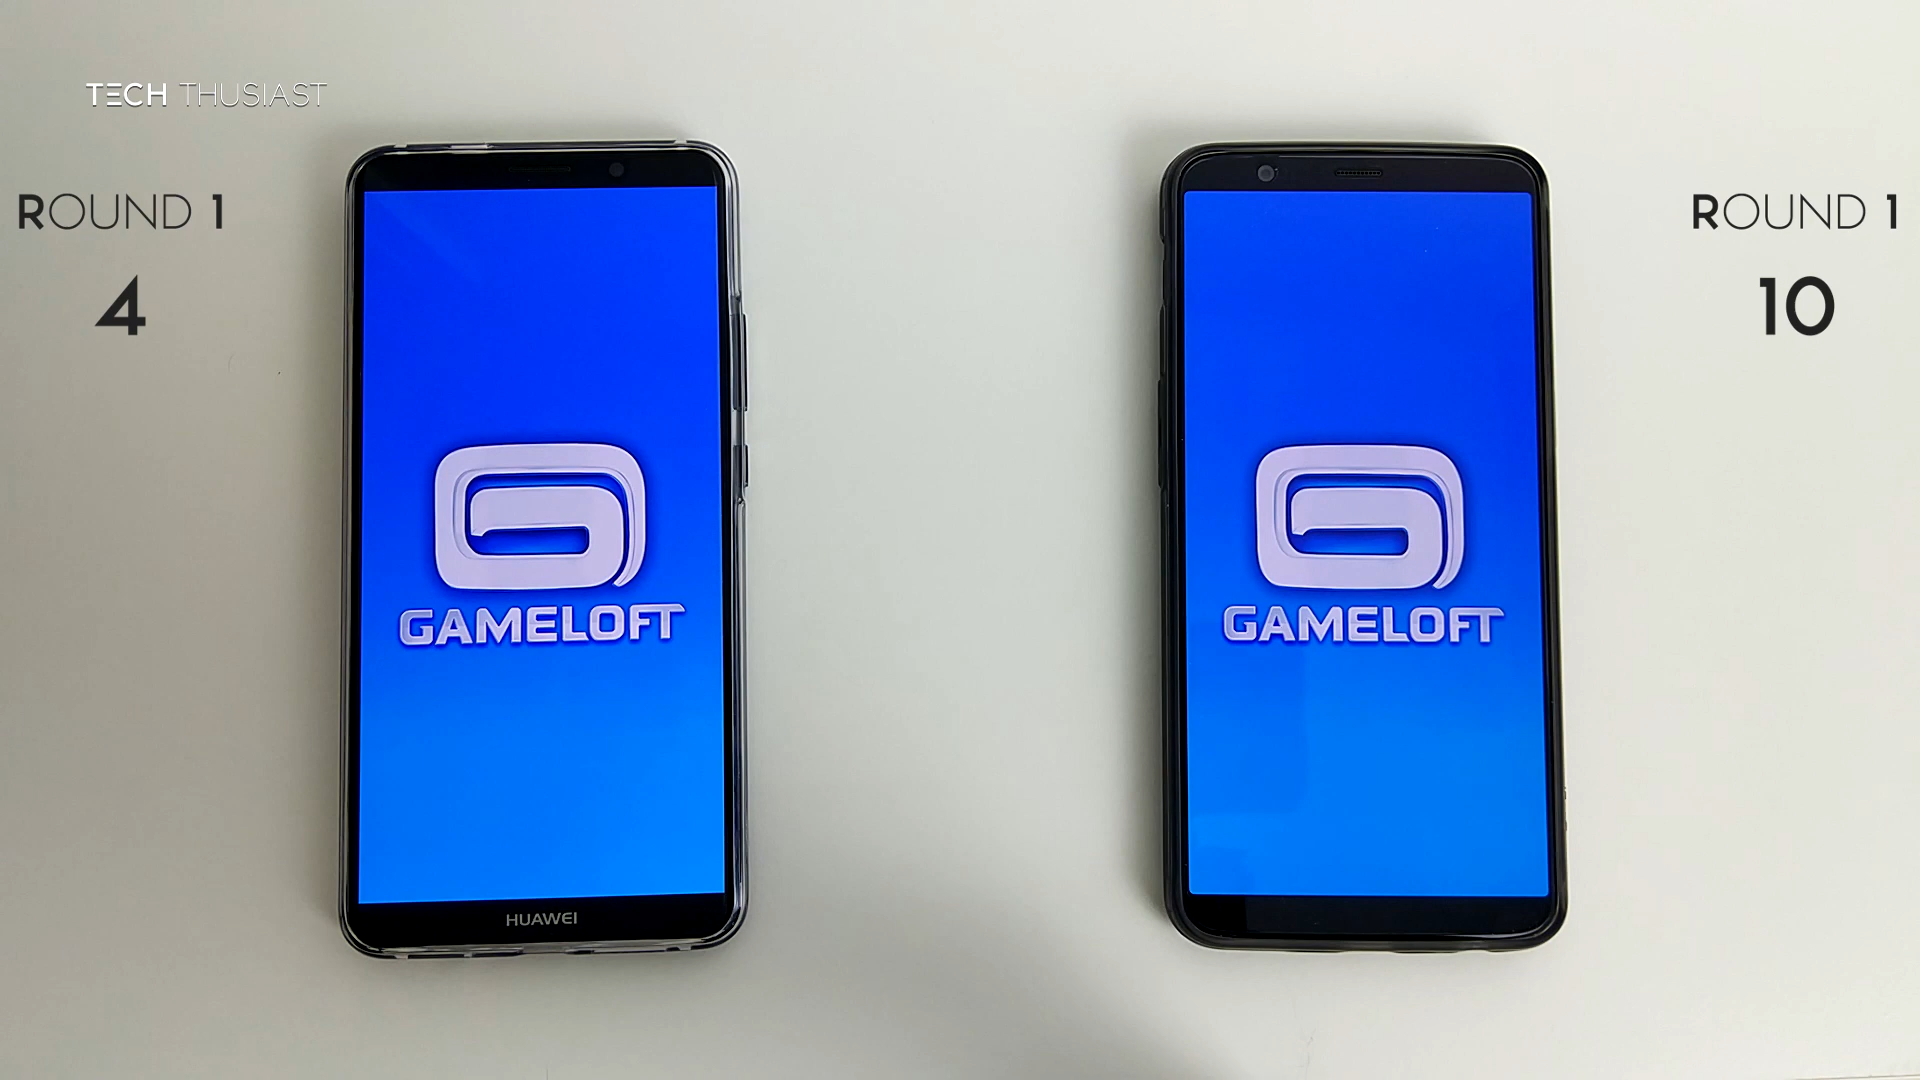 TECH THUSIAST
ROUND 1
4
ROUND 1
10
GAMELOFT
GAMELOFT
HUAWEI